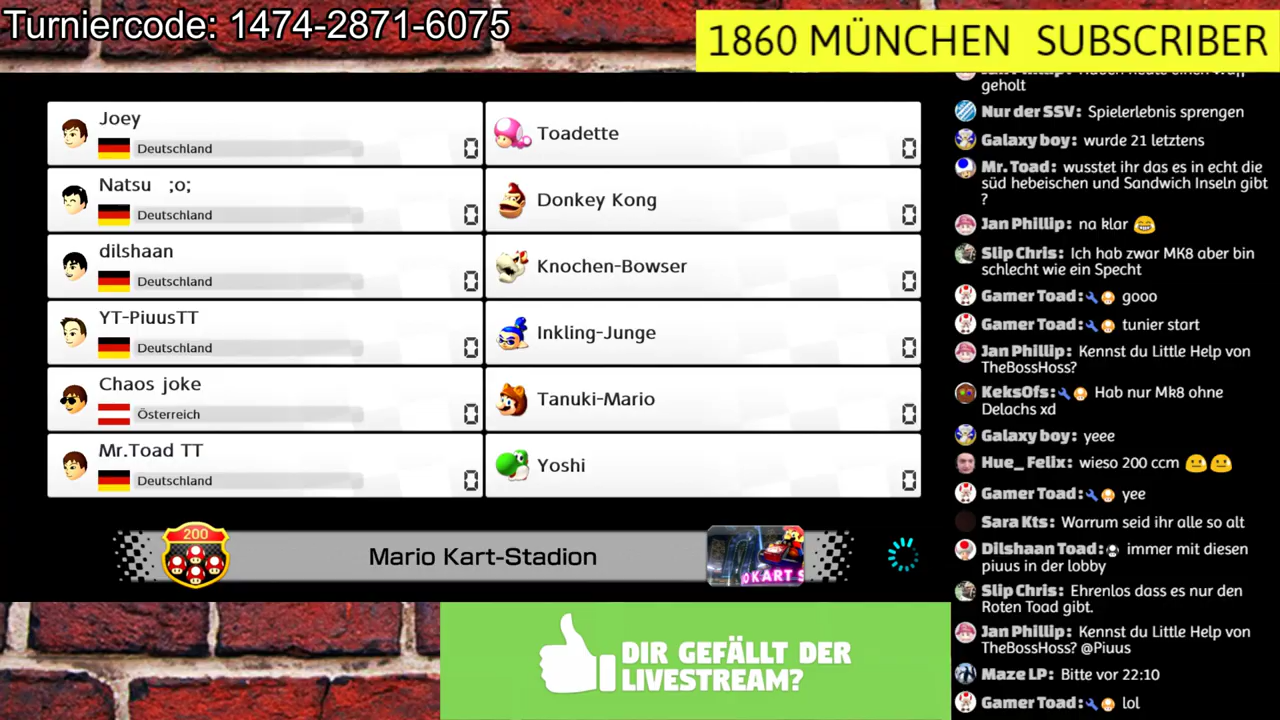 Turniercode: 1474-2871-6075
1860 MÜNCHEN SUBSCRIBER
Joey
Deutschland
0
Natsu ;o;
Deutschland
0
dilshaan
Deutschland
0
YT-PiuusTT
Deutschland
0
Chaos joke
Österreich
0
Mr.Toad TT
Deutschland
0
Toadette
0
Donkey Kong
0
Knochen-Bowser
0
Inkling-Junge
0
Tanuki-Mario
0
Yoshi
0
200
Mario Kart-Stadion
DIR GEFÄLLT DER
LIVESTREAM?
geholt
Nur der SSV: Spielerlebnis sprengen
Galaxy boy: wurde 21 letztens
Mr. Toad: wusstet ihr das es in echt die
süd hebeischen und Sandwich Inseln gibt
?
Jan Phillip: na klar 😂
Slip Chris: Ich hab zwar MK8 aber bin
schlecht wie ein Specht
Gamer Toad: gooo
Gamer Toad: tunier start
Jan Phillip: Kennst du Little Help von
TheBossHoss?
KeksOfs: Hab nur Mk8 ohne
Delachs xd
Galaxy boy: yeee
Hue_Felix: wieso 200 ccm 😐😐
Gamer Toad: yee
Sara Kts: Warrum seid ihr alle so alt
Dilshaan Toad: immer mit diesen
piuus in der lobby
Slip Chris: Ehrenlos dass es nur den
Roten Toad gibt.
Jan Phillip: Kennst du Little Help von
TheBossHoss? @Piuus
Maze LP: Bitte vor 22:10
Gamer Toad: lol